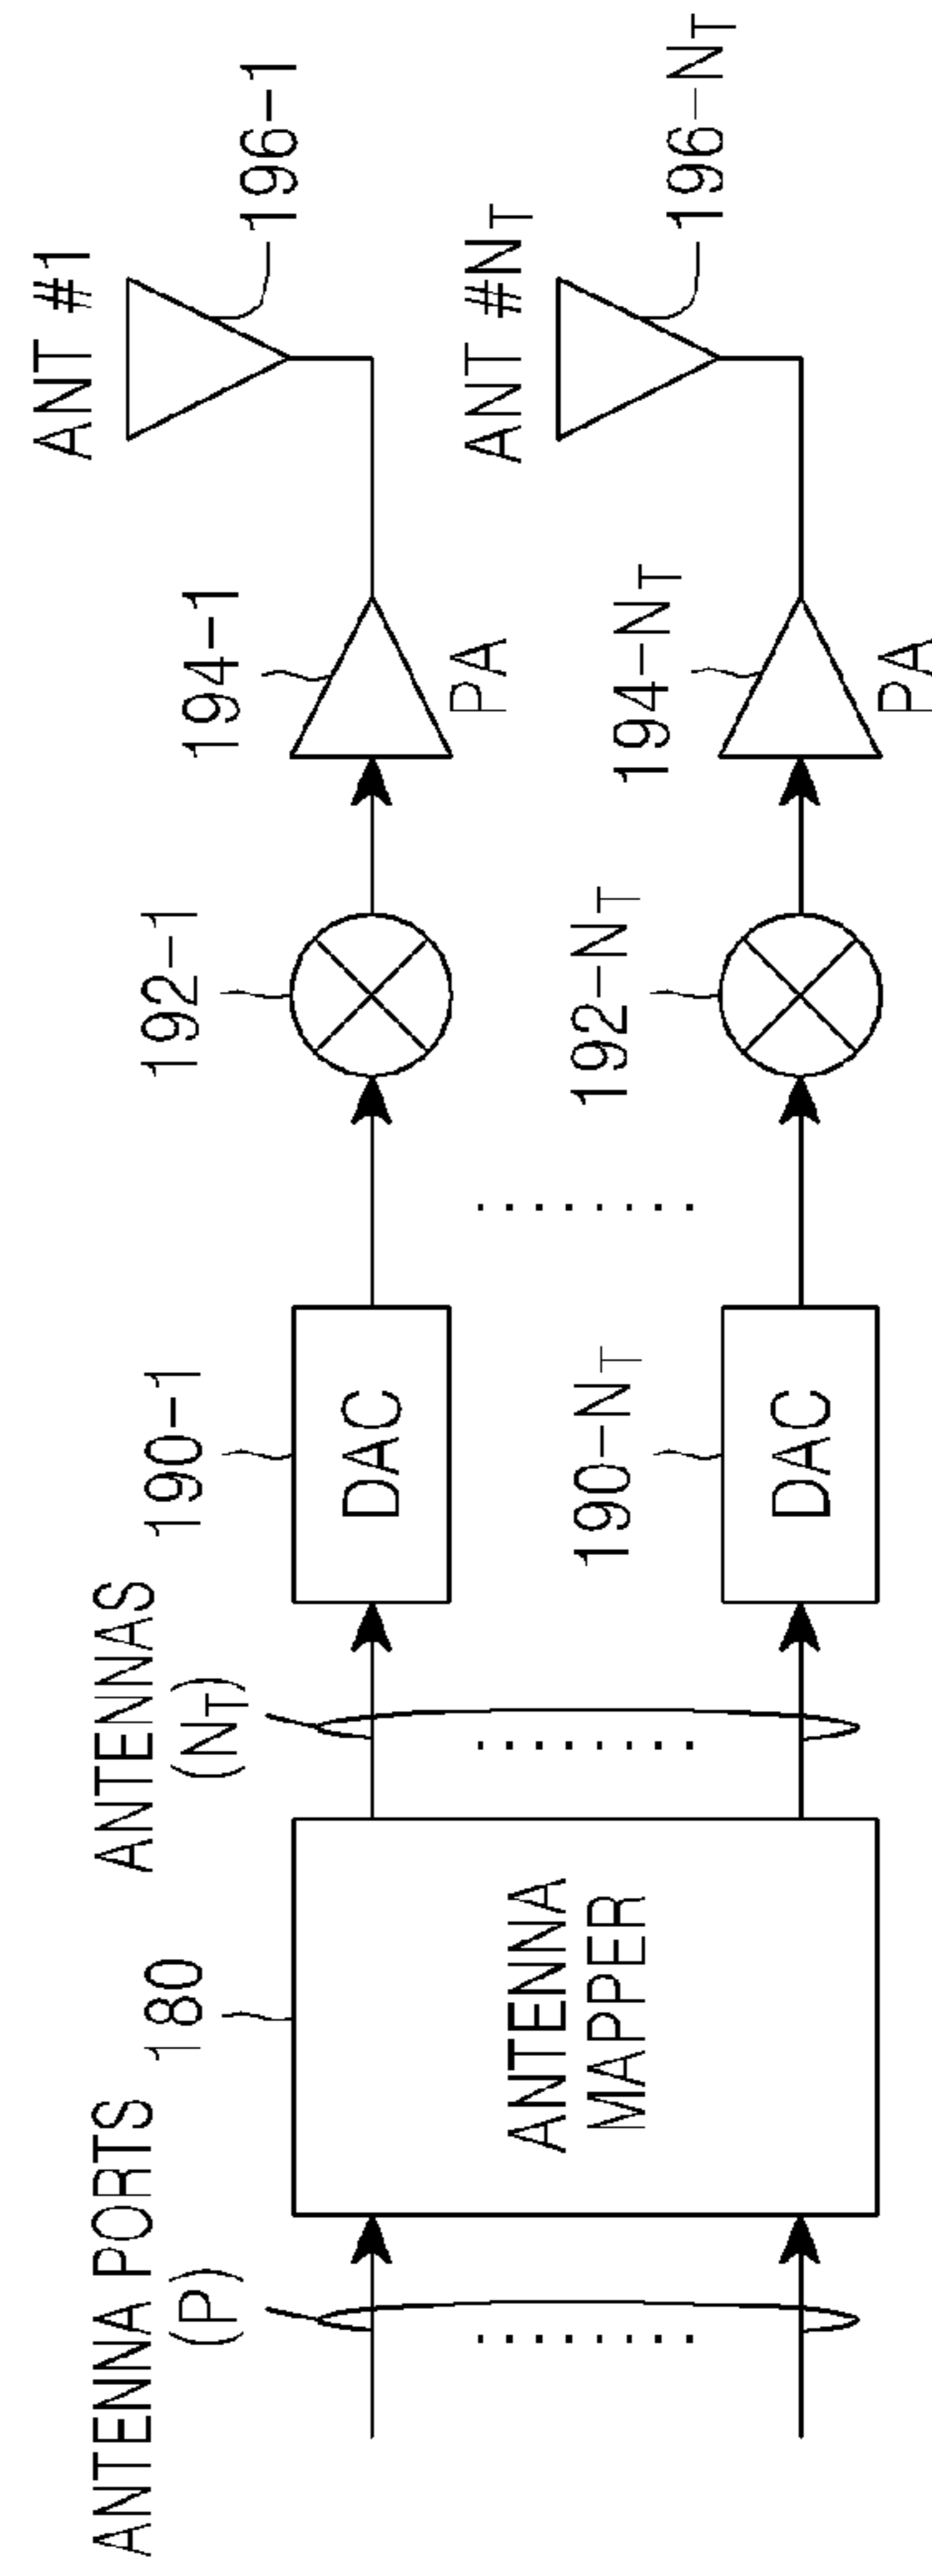 ANTENNA PORTS
(P)
180
ANTENNA
MAPPER
ANTENNAS
(NT)
190-1
DAC
192-1
194-1
PA
ANT #1
196-1
190-NT
DAC
192-NT
194-NT
PA
ANT #NT
196-NT